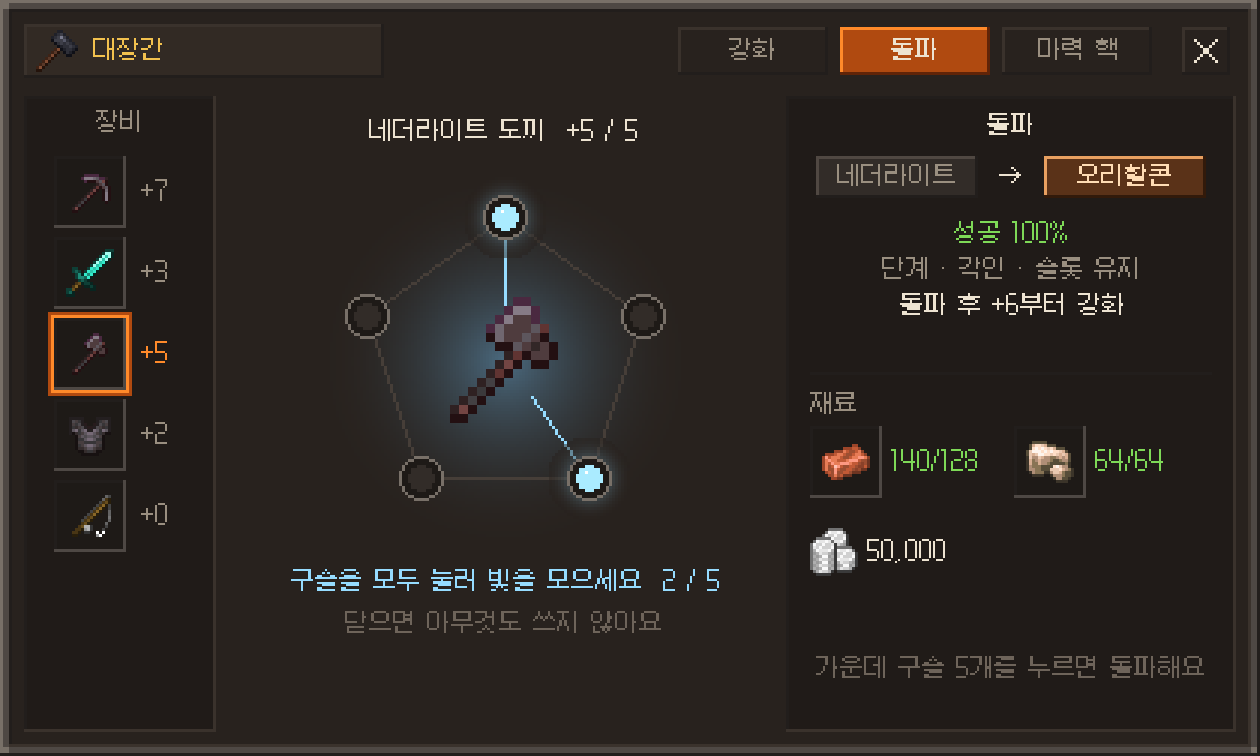 대장간
강화
돌파
마력 핵
장비
+7
+3
+5
+2
+0
네더라이트 도끼 +5 / 5
구슬을 모두 눌러 빛을 모으세요 2 / 5
닫으면 아무것도 쓰지 않아요
돌파
네더라이트 → 오리할콘
성공 100%
단계 · 각인 · 슬롯 유지
돌파 후 +6부터 강화
재료
140/128
64/64
50,000
가운데 구슬 5개를 누르면 돌파해요